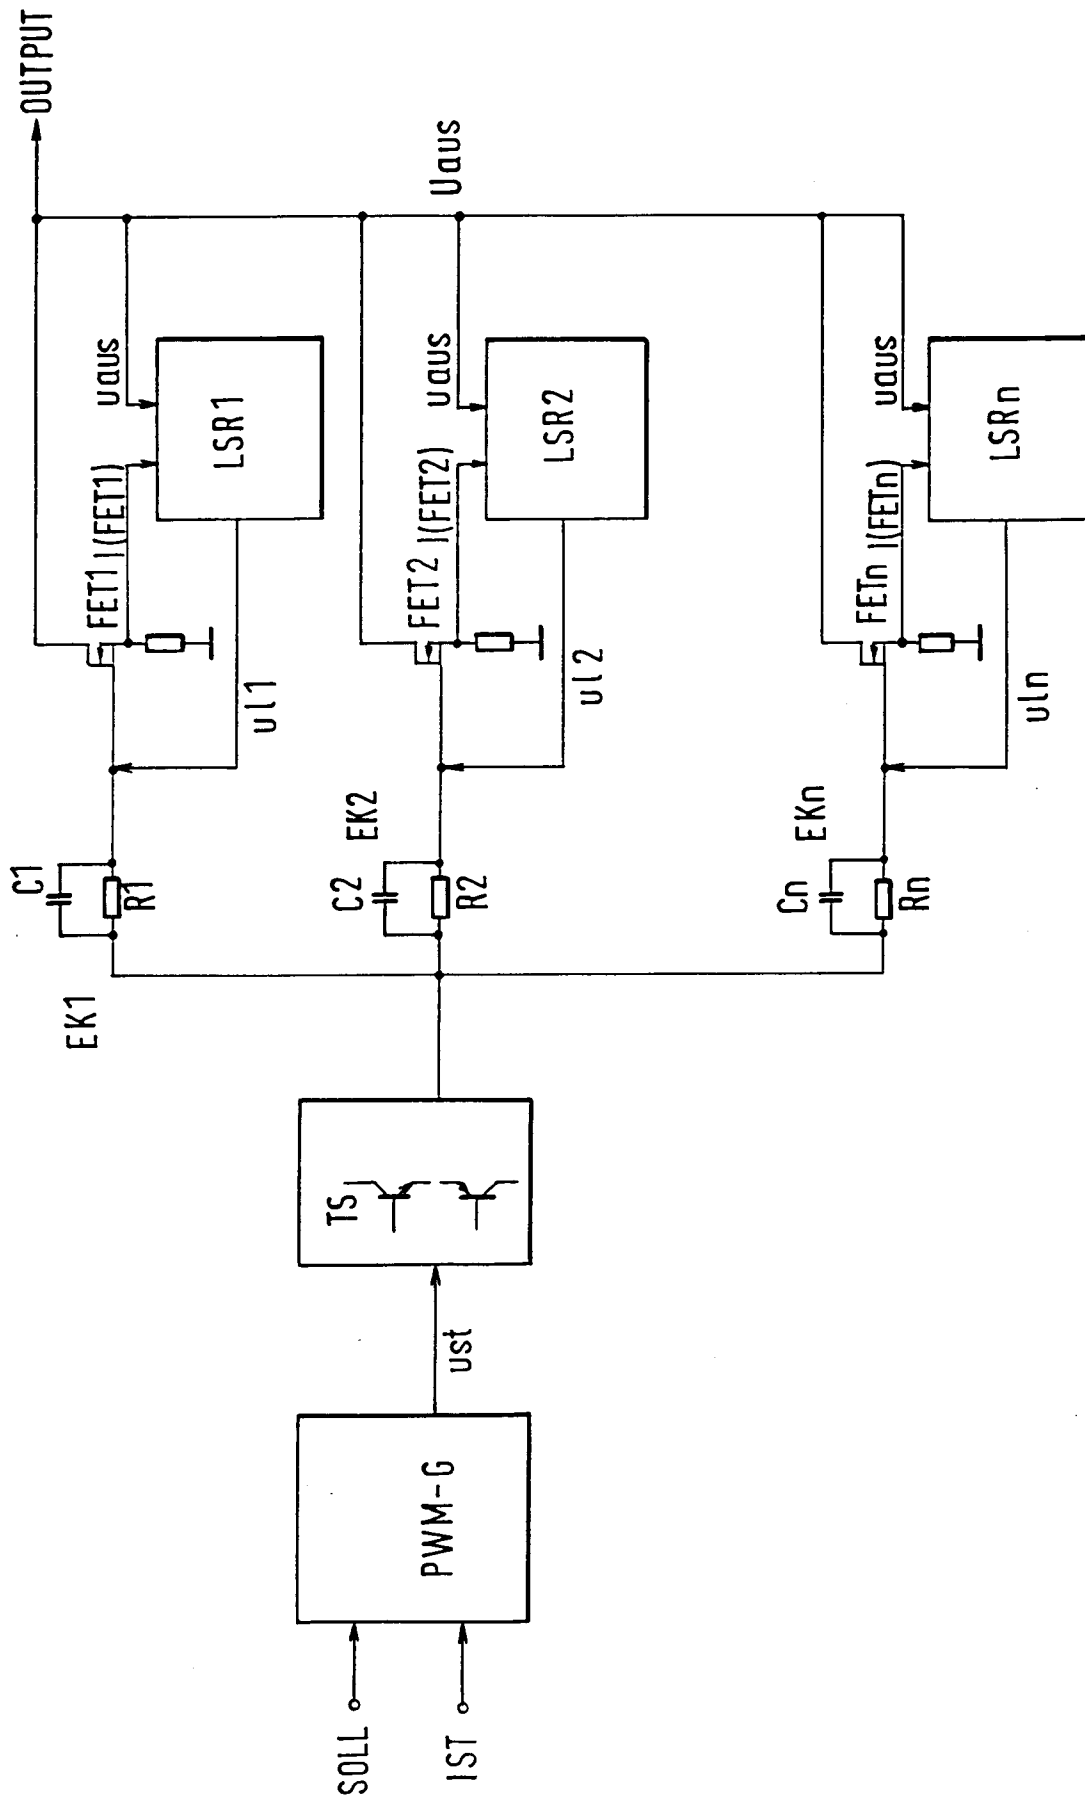 OUTPUT
Uaus
uaus
LSR1
I(FET1)
FET1
ul1
C1
R1
EK1
uaus
LSR2
I(FET2)
FET2
ul2
EK2
C2
R2
uaus
LSRn
I(FETn)
FETn
uln
EKn
Cn
Rn
TS
ust
PWM-G
SOLL
IST